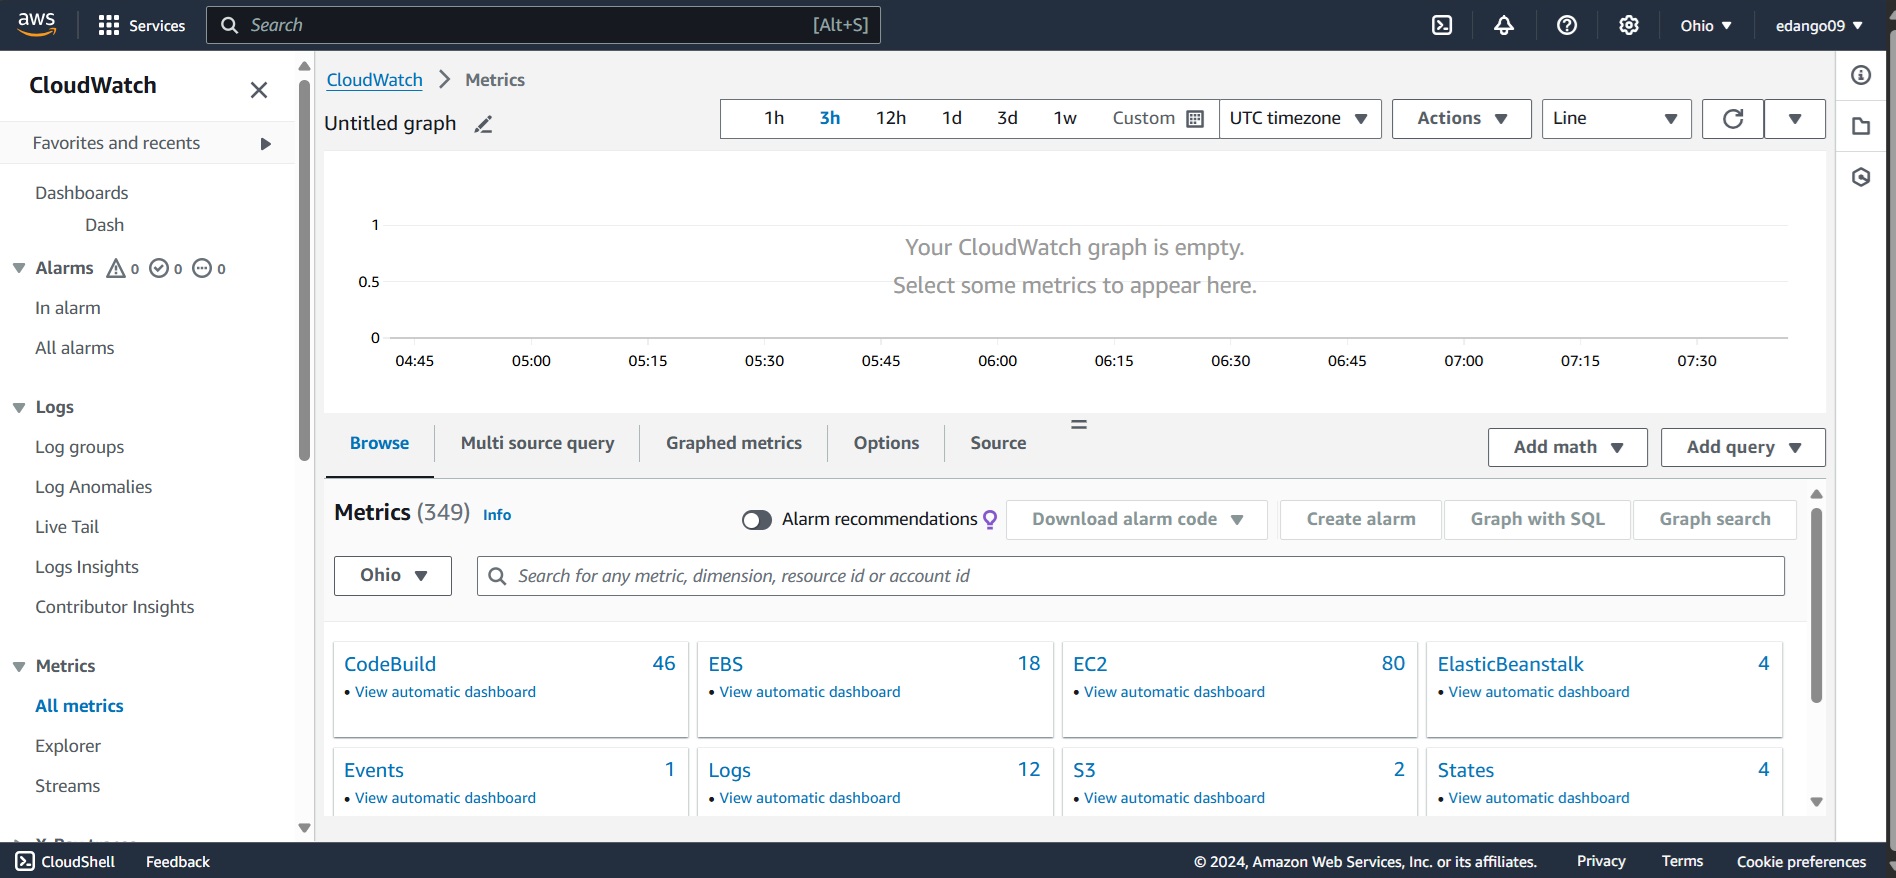 aws
Services
Search
[Alt+S]
Ohio
edango09
CloudWatch
Favorites and recents
Dashboards
Dash
Alarms 0 0 0
In alarm
All alarms
Logs
Log groups
Log Anomalies
Live Tail
Logs Insights
Contributor Insights
Metrics
All metrics
Explorer
Streams
CloudWatch > Metrics
Untitled graph
1h 3h 12h 1d 3d 1w Custom UTC timezone
Actions
Line
1
0.5
0
Your CloudWatch graph is empty.
Select some metrics to appear here.
04:45 05:00 05:15 05:30 05:45 06:00 06:15 06:30 06:45 07:00 07:15 07:30
Browse
Multi source query
Graphed metrics
Options
Source
Add math
Add query
Metrics (349) Info
Alarm recommendations
Download alarm code
Create alarm
Graph with SQL
Graph search
Ohio
Search for any metric, dimension, resource id or account id
CodeBuild 46
• View automatic dashboard
EBS 18
• View automatic dashboard
EC2 80
• View automatic dashboard
ElasticBeanstalk 4
• View automatic dashboard
Events 1
• View automatic dashboard
Logs 12
• View automatic dashboard
S3 2
• View automatic dashboard
States 4
• View automatic dashboard
CloudShell
Feedback
© 2024, Amazon Web Services, Inc. or its affiliates.
Privacy
Terms
Cookie preferences